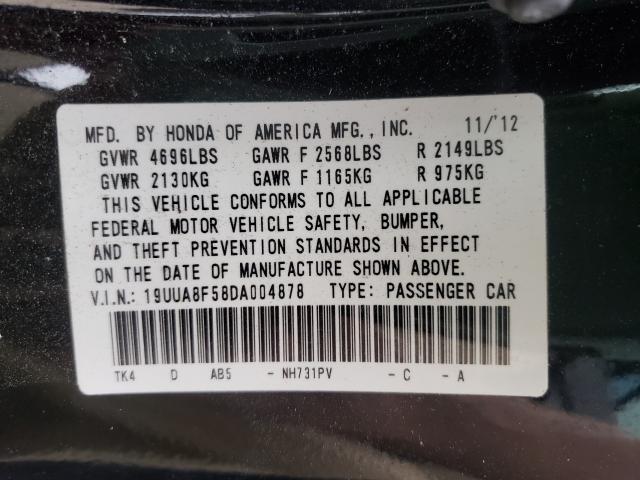 MFD. BY HONDA OF AMERICA MFG., INC. 11/'12
GVWR 4696LBS GAWR F 2568LBS R 2149LBS
GVWR 2130KG GAWR F 1165KG R 975KG
THIS VEHICLE CONFORMS TO ALL APPLICABLE
FEDERAL MOTOR VEHICLE SAFETY, BUMPER,
AND THEFT PREVENTION STANDARDS IN EFFECT
ON THE DATE OF MANUFACTURE SHOWN ABOVE.
V.I.N.: 19UUA8F58DA004878 TYPE: PASSENGER CAR
TK4 D AB5 - NH731PV - C - A